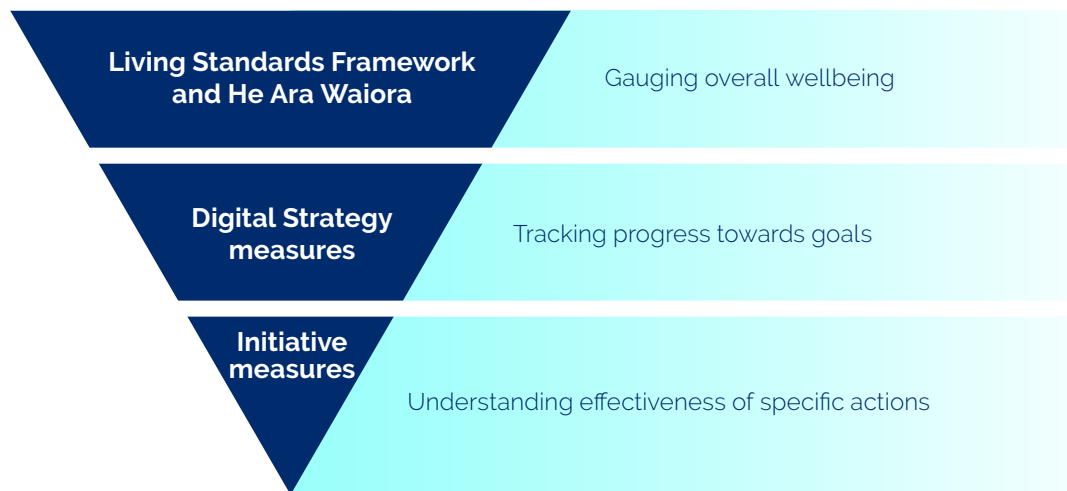 Living Standards Framework
and He Ara Waiora
Gauging overall wellbeing
Digital Strategy
measures
Tracking progress towards goals
Initiative
measures
Understanding effectiveness of specific actions